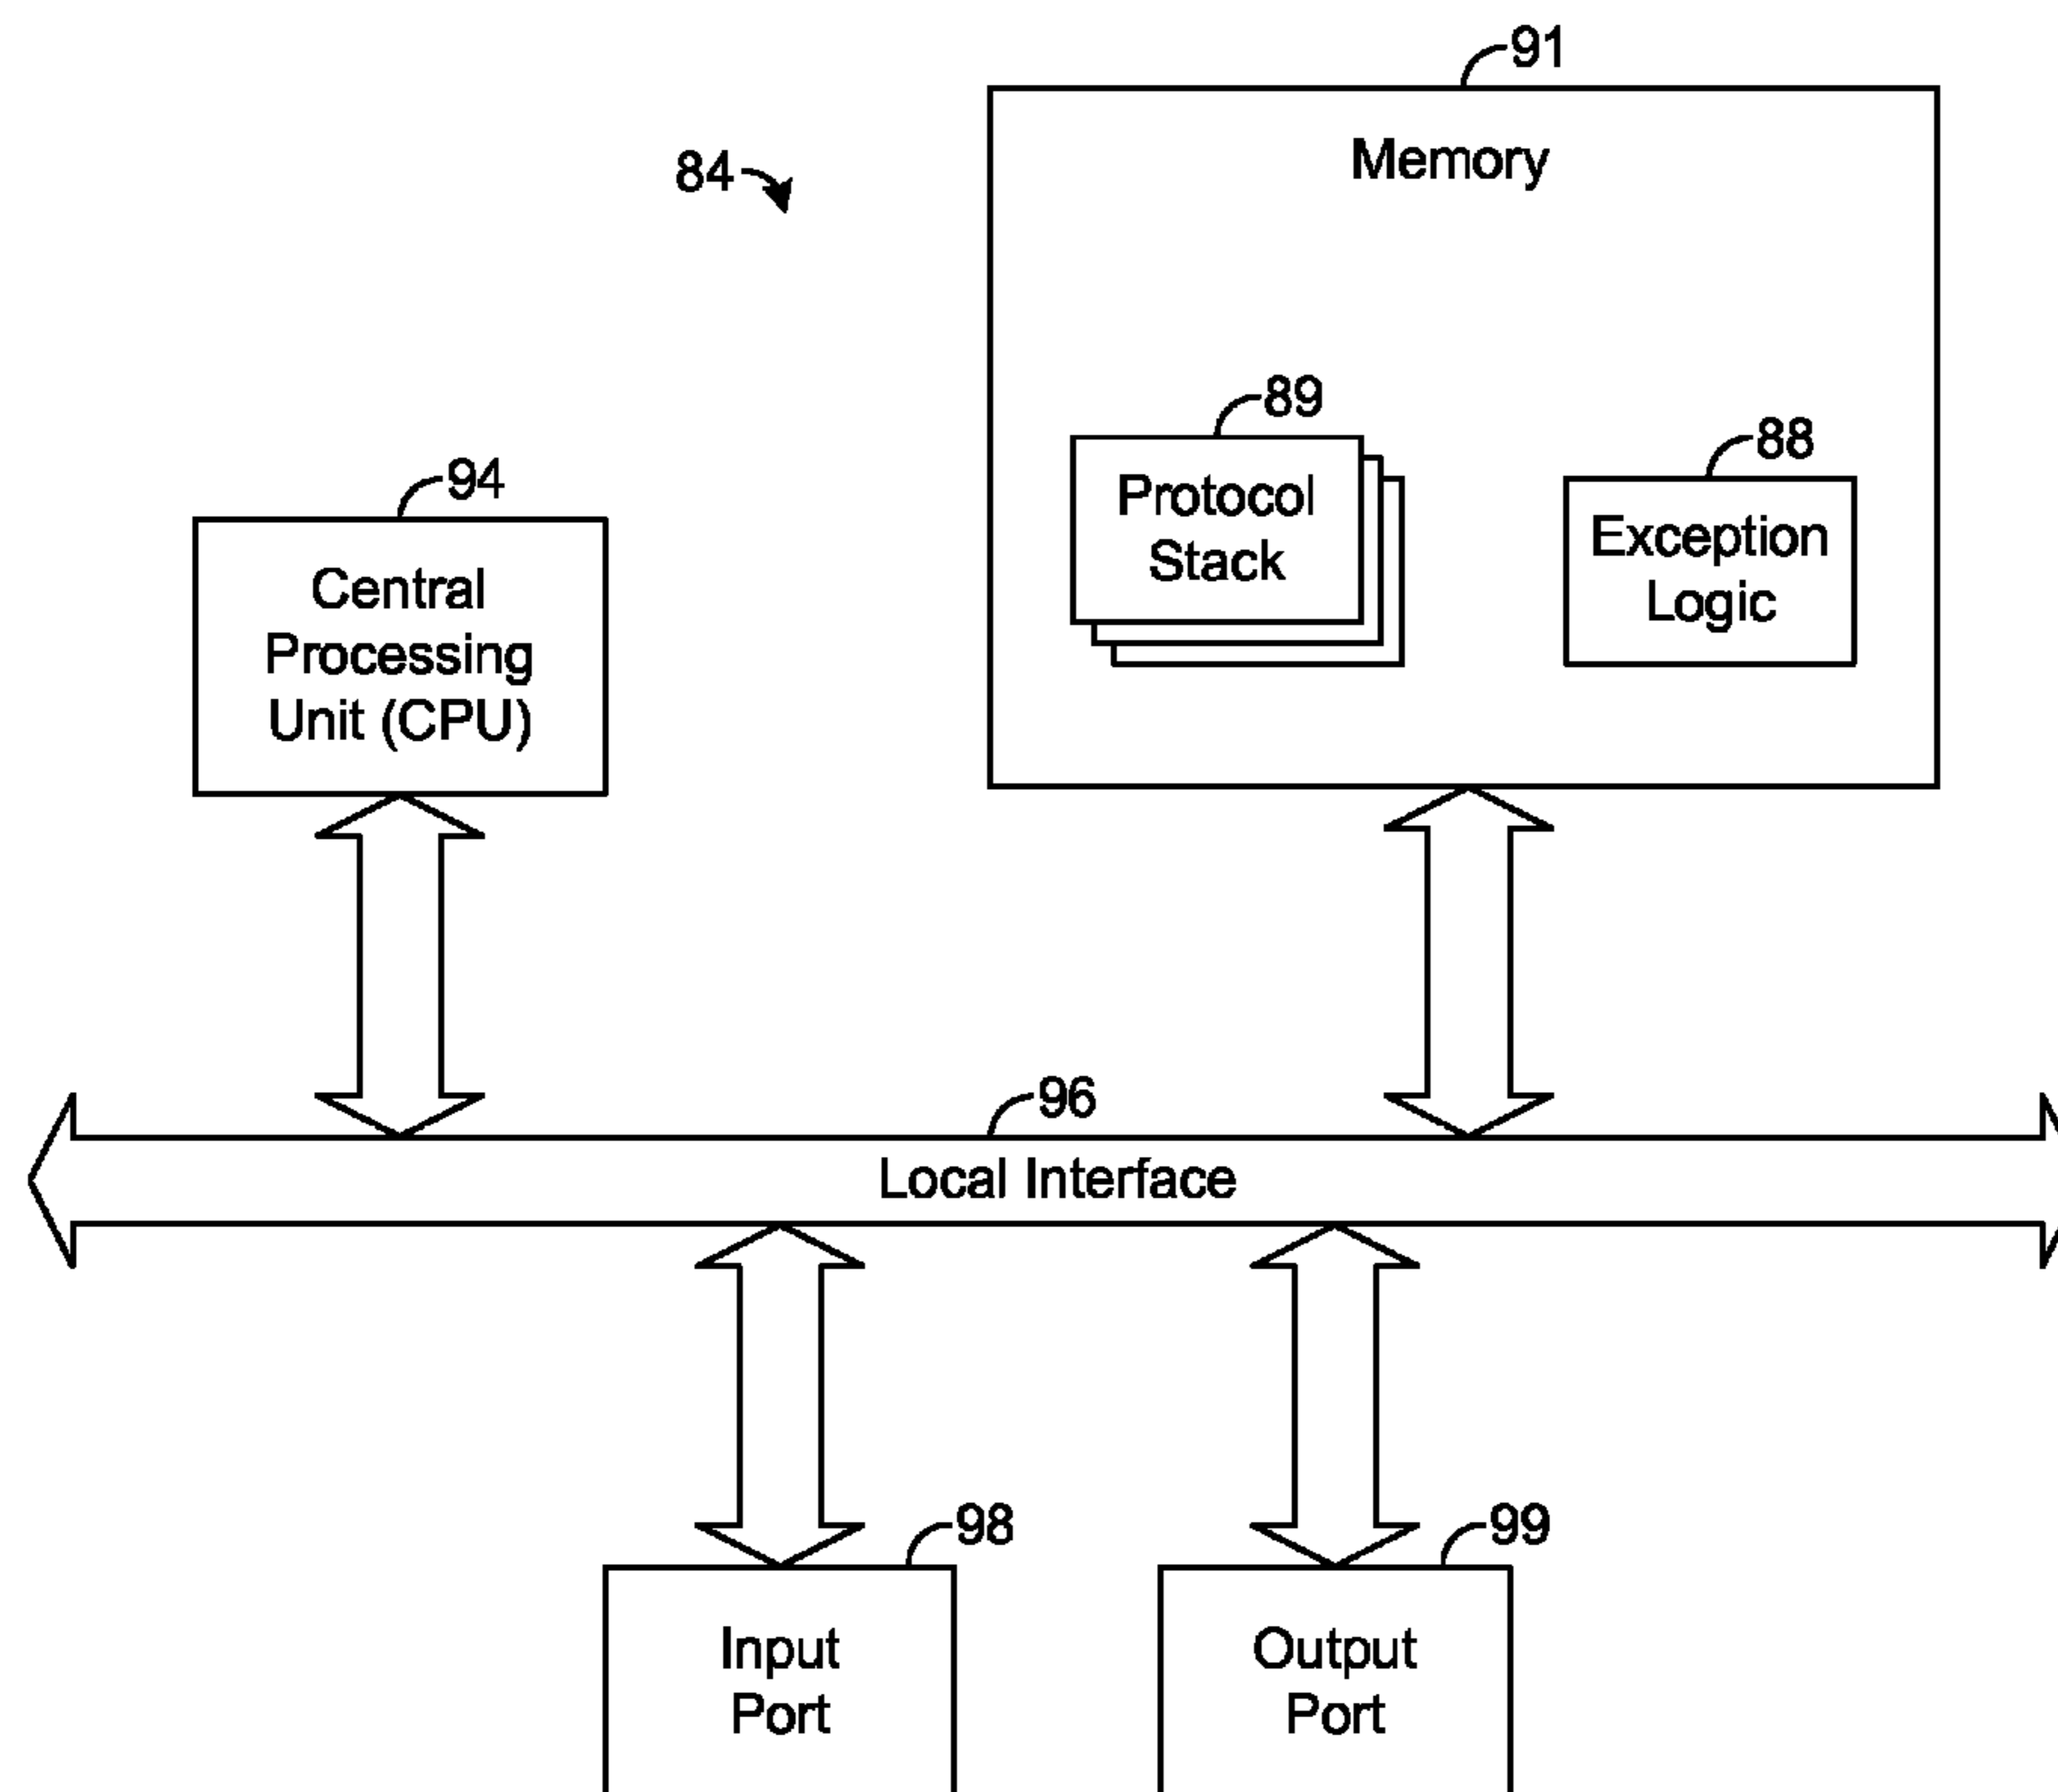 91
Memory
84
89
Protocol
Stack
88
Exception
Logic
94
Central
Processing
Unit (CPU)
96
Local Interface
98
Input
Port
99
Output
Port